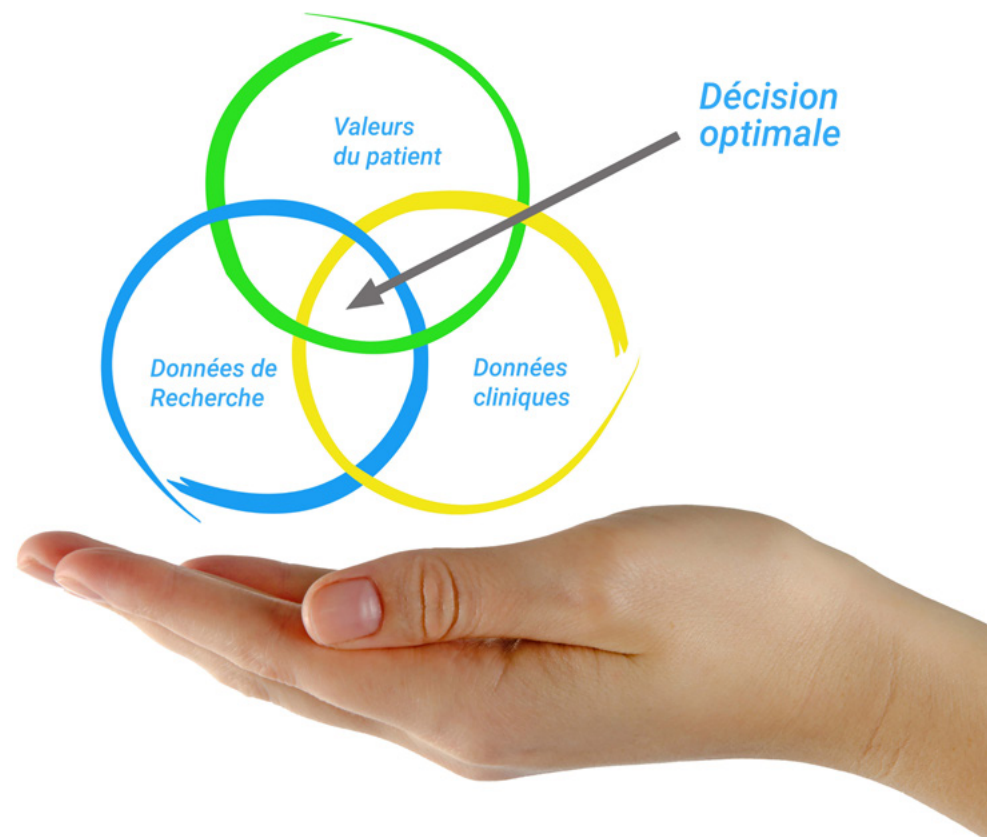 Décision
optimale
Valeurs
du patient
Données de
Recherche
Données
cliniques